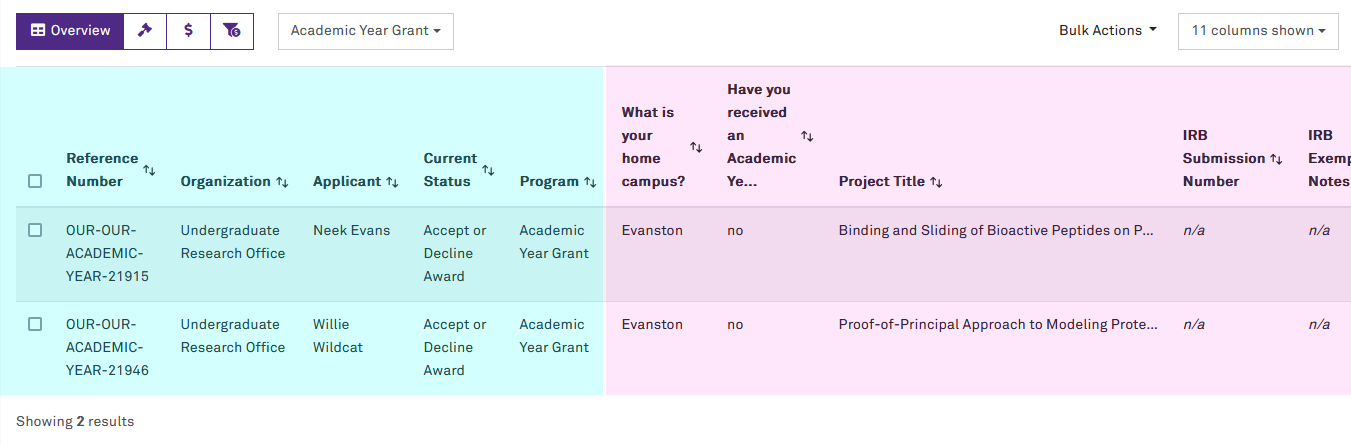 Overview $ Academic Year Grant Bulk Actions 11 columns shown
Reference Number Organization Applicant Current Status Program What is your home campus? Have you received an Academic Ye... Project Title IRB Submission Number IRB Exemp Notes
OUR-OUR-ACADEMIC-YEAR-21915 Undergraduate Research Office Neek Evans Accept or Decline Award Academic Year Grant Evanston no Binding and Sliding of Bioactive Peptides on P... n/a n/a
OUR-OUR-ACADEMIC-YEAR-21946 Undergraduate Research Office Willie Wildcat Accept or Decline Award Academic Year Grant Evanston no Proof-of-Principal Approach to Modeling Prote... n/a n/a
Showing 2 results